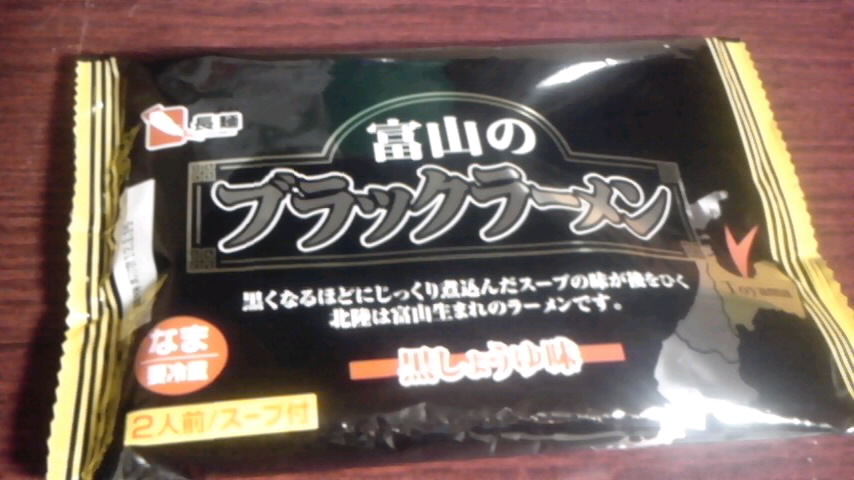 長麺
富山の
ブラックラーメン
黒くなるほどにじっくり煮込んだスープの味が後をひく
北陸は富山生まれのラーメンです。
なま
要冷蔵
黒しょうゆ味
2人前/スープ付